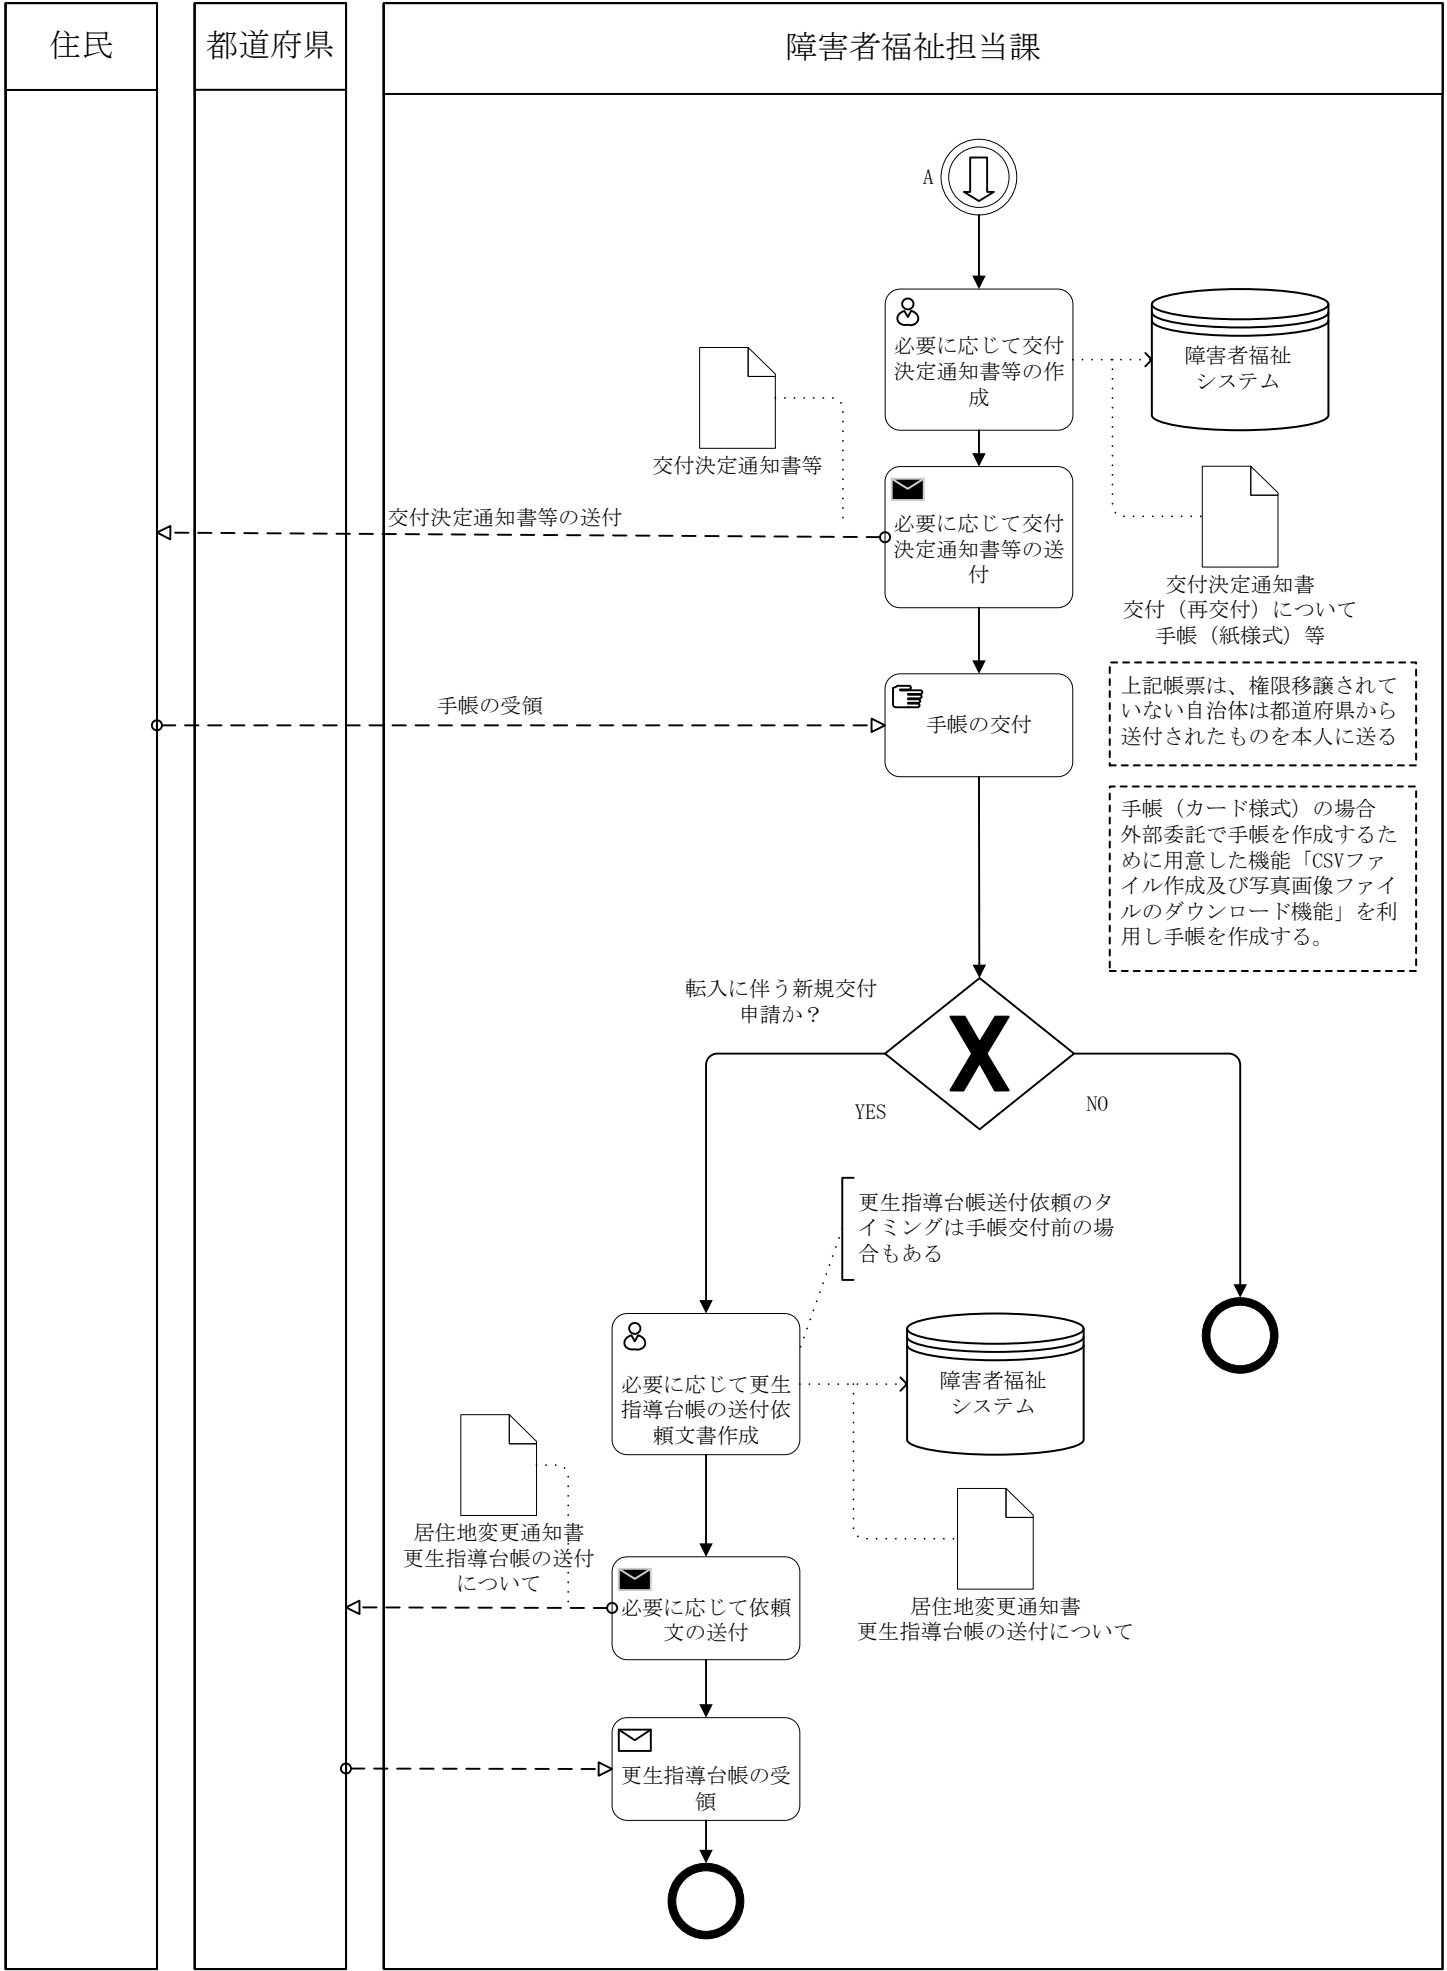 住民
都道府県
障害者福祉担当課
A
必要に応じて交付
決定通知書等の作
成
障害者福祉
システム
交付決定通知書等
交付決定通知書等の送付
必要に応じて交付
決定通知書等の送
付
交付決定通知書
交付（再交付）について
手帳（紙様式）等
上記帳票は、権限移譲されて
いない自治体は都道府県から
送付されたものを本人に送る
手帳の受領
手帳の交付
手帳（カード様式）の場合
外部委託で手帳を作成するた
めに用意した機能「CSVファ
イル作成及び写真画像ファイ
ルのダウンロード機能」を利
用し手帳を作成する。
転入に伴う新規交付
申請か？
YES
NO
更生指導台帳送付依頼のタ
イミングは手帳交付前の場
合もある
必要に応じて更生
指導台帳の送付依
頼文書作成
障害者福祉
システム
居住地変更通知書
更生指導台帳の送付
について
必要に応じて依頼
文の送付
居住地変更通知書
更生指導台帳の送付について
更生指導台帳の受
領